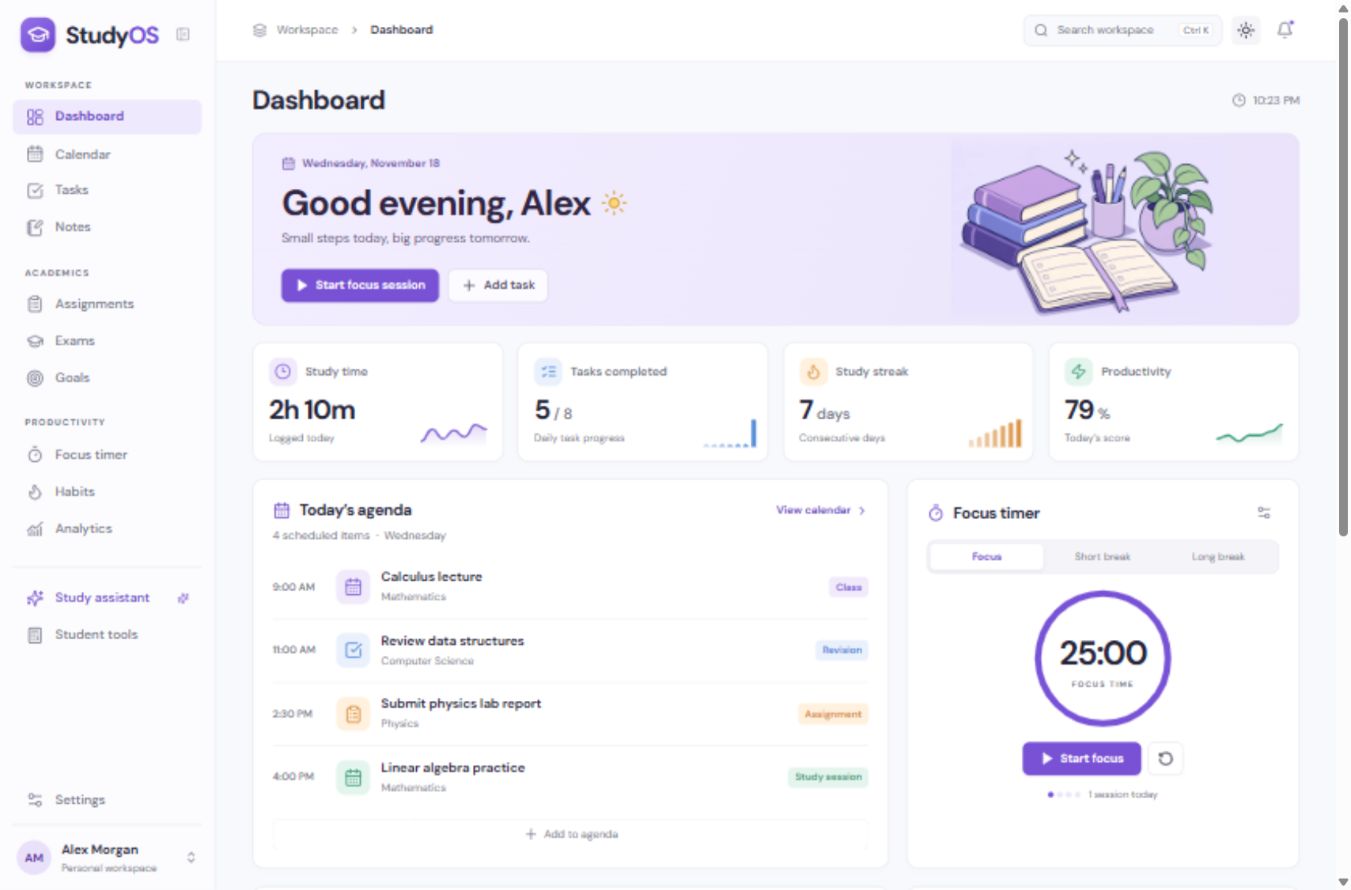 StudyOS
WORKSPACE
Dashboard
Calendar
Tasks
Notes
ACADEMICS
Assignments
Exams
Goals
PRODUCTIVITY
Focus timer
Habits
Analytics
Study assistant
Student tools
Settings
AM
Alex Morgan
Personal workspace
Workspace > Dashboard
Search workspace Ctrl K
Dashboard
10:23 PM
Wednesday, November 18
Good evening, Alex
Small steps today, big progress tomorrow.
Start focus session
+ Add task
Study time
2h 10m
Logged today
Tasks completed
5 / 8
Daily task progress
Study streak
7 days
Consecutive days
Productivity
79 %
Today's score
Today's agenda
View calendar >
4 scheduled items · Wednesday
9:00 AM
Calculus lecture
Mathematics
Class
11:00 AM
Review data structures
Computer Science
Revision
2:30 PM
Submit physics lab report
Physics
Assignment
4:00 PM
Linear algebra practice
Mathematics
Study session
+ Add to agenda
Focus timer
Focus Short break Long break
25:00
FOCUS TIME
Start focus
1 session today